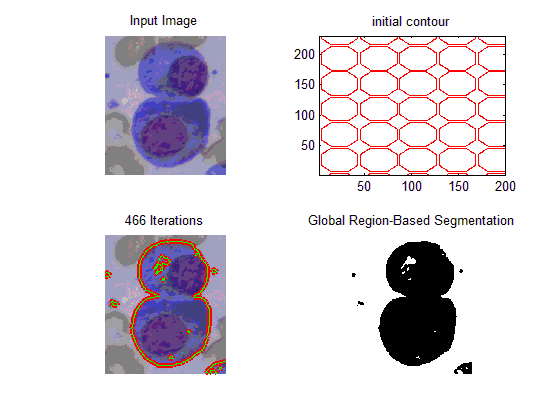 Input Image
initial contour
200
150
100
50
50 100 150 200
466 Iterations
Global Region-Based Segmentation